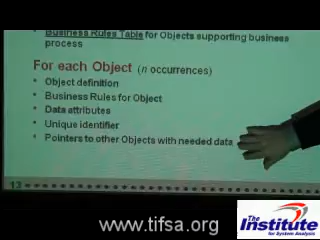 Business Rules Table for Objects supporting business
process
For each Object (n occurrences)
• Object definition
• Business Rules for Object
• Data attributes
• Unique identifier
• Pointers to other Objects with needed data
13
www.tifsa.org
The
Institute
for System Analysis